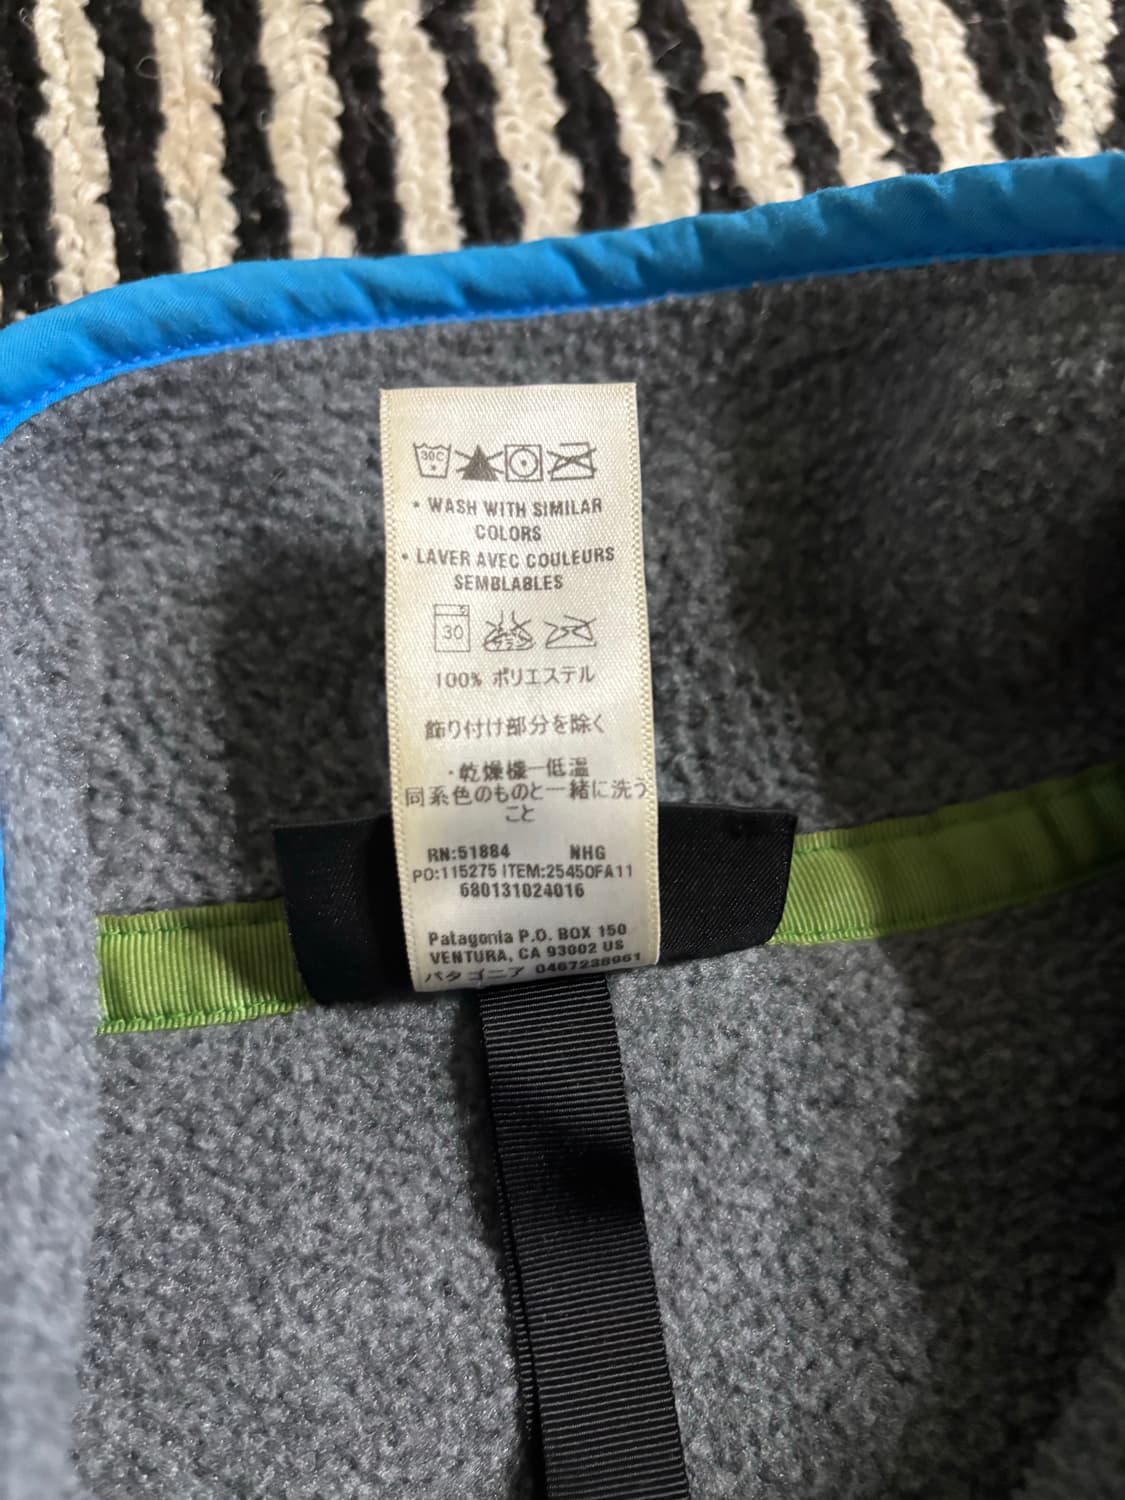 30C
• WASH WITH SIMILAR
COLORS
• LAVER AVEC COULEURS
SEMBLABLES
30
100% ポリエステル
飾り付け部分を除く
・乾燥機一低温
同系色のものと一緒に洗う
こと
RN:51884 NHG
PO:115275 ITEM:25450FA11
680131024016
Patagonia P.O. BOX 150
VENTURA, CA 93002 US
パタゴニア 0467238961